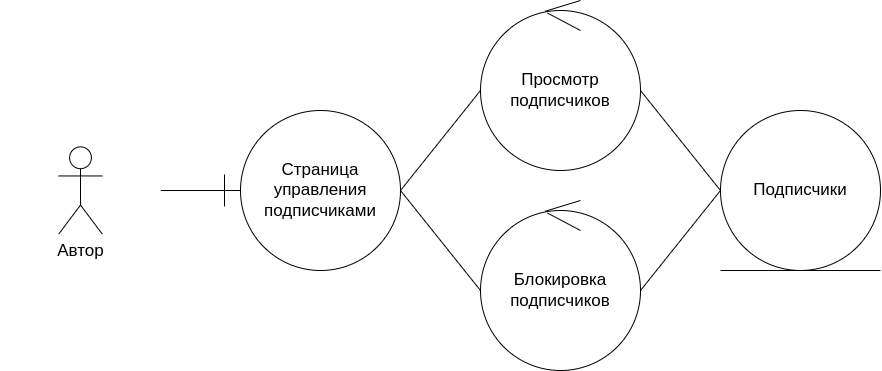 Автор
Страница
управления
подписчиками
Просмотр
подписчиков
Блокировка
подписчиков
Подписчики